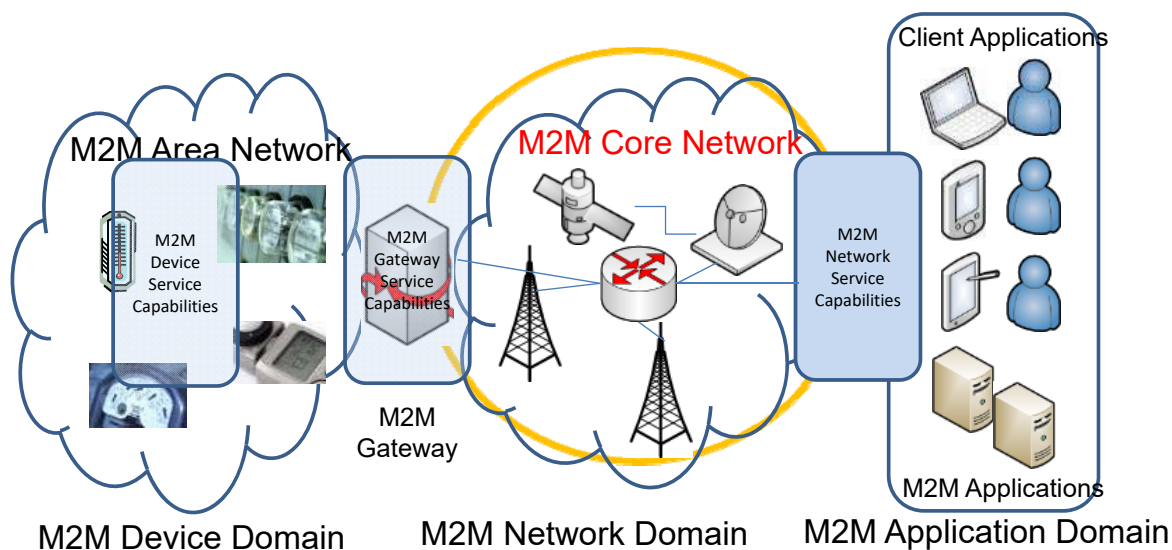 Client Applications
M2M Area Network
M2M Core Network
M2M
Device
Service
Capabilities
M2M
Gateway
Service
Capabilities
M2M
Network
Service
Capabilities
M2M
Gateway
M2M Applications
M2M Device Domain
M2M Network Domain
M2M Application Domain